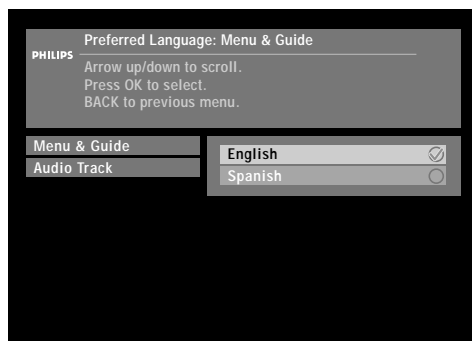 Preferred Language: Menu & Guide
PHILIPS
Arrow up/down to scroll.
Press OK to select.
BACK to previous menu.
Menu & Guide
Audio Track
English
Spanish